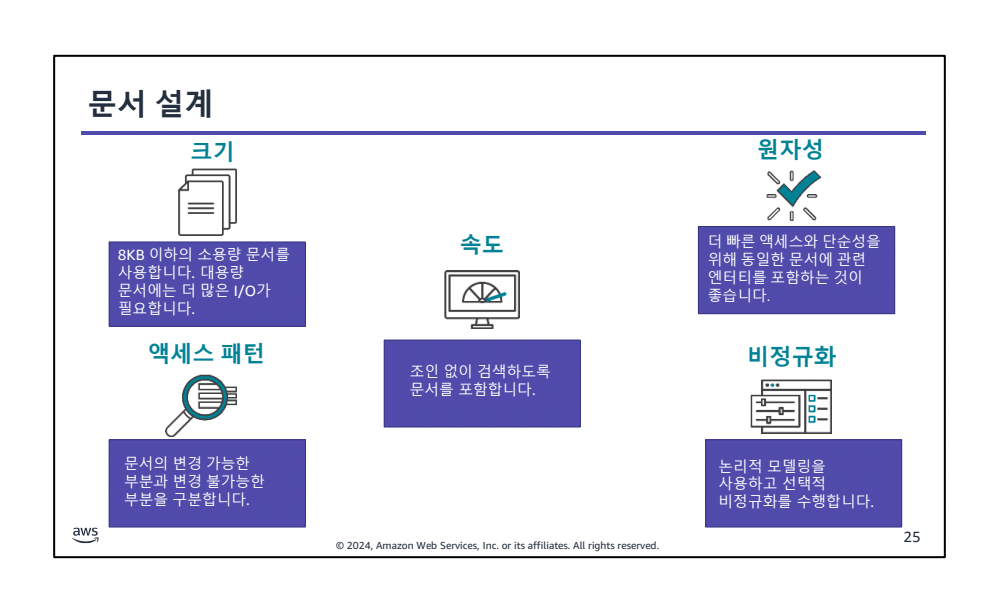 문서 설계
크기
8KB 이하의 소용량 문서를
사용합니다. 대용량
문서에는 더 많은 I/O가
필요합니다.
액세스 패턴
문서의 변경 가능한
부분과 변경 불가능한
부분을 구분합니다.
속도
조인 없이 검색하도록
문서를 포함합니다.
원자성
더 빠른 액세스와 단순성을
위해 동일한 문서에 관련
엔터티를 포함하는 것이
좋습니다.
비정규화
논리적 모델링을
사용하고 선택적
비정규화를 수행합니다.
aws
© 2024, Amazon Web Services, Inc. or its affiliates. All rights reserved.
25